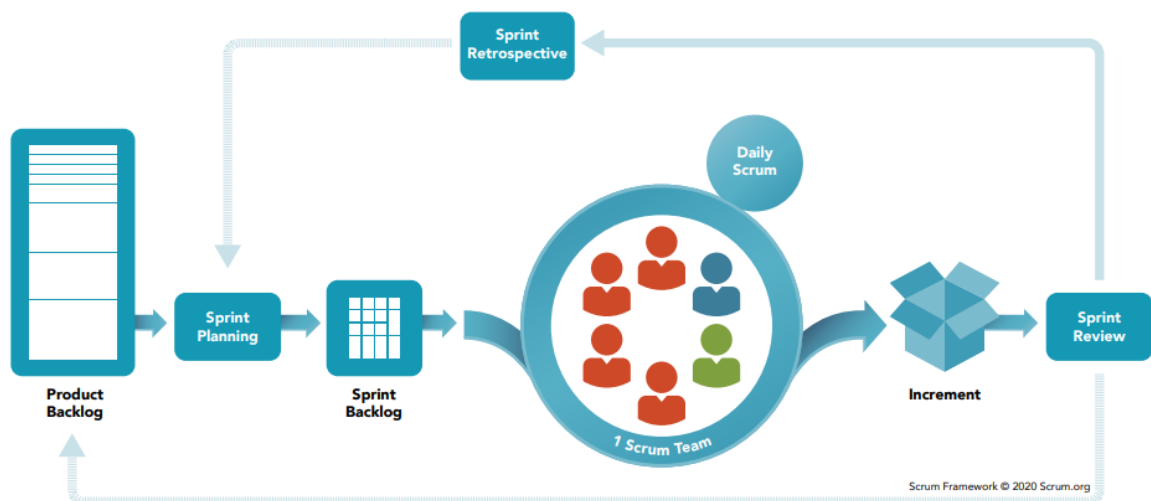 Sprint
Retrospective
Daily
Scrum
Sprint
Planning
Sprint
Review
Product
Backlog
Sprint
Backlog
Increment
1 Scrum Team
Scrum Framework © 2020 Scrum.org